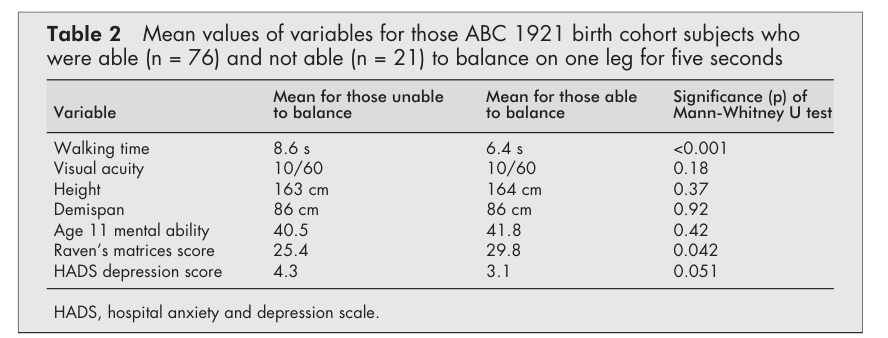 Table 2 Mean values of variables for those ABC 1921 birth cohort subjects who
were able (n = 76) and not able (n = 21) to balance on one leg for five seconds
Variable Mean for those unable to balance Mean for those able to balance Significance (p) of Mann-Whitney U test
Walking time 8.6 s 6.4 s <0.001
Visual acuity 10/60 10/60 0.18
Height 163 cm 164 cm 0.37
Demispan 86 cm 86 cm 0.92
Age 11 mental ability 40.5 41.8 0.42
Raven's matrices score 25.4 29.8 0.042
HADS depression score 4.3 3.1 0.051
HADS, hospital anxiety and depression scale.